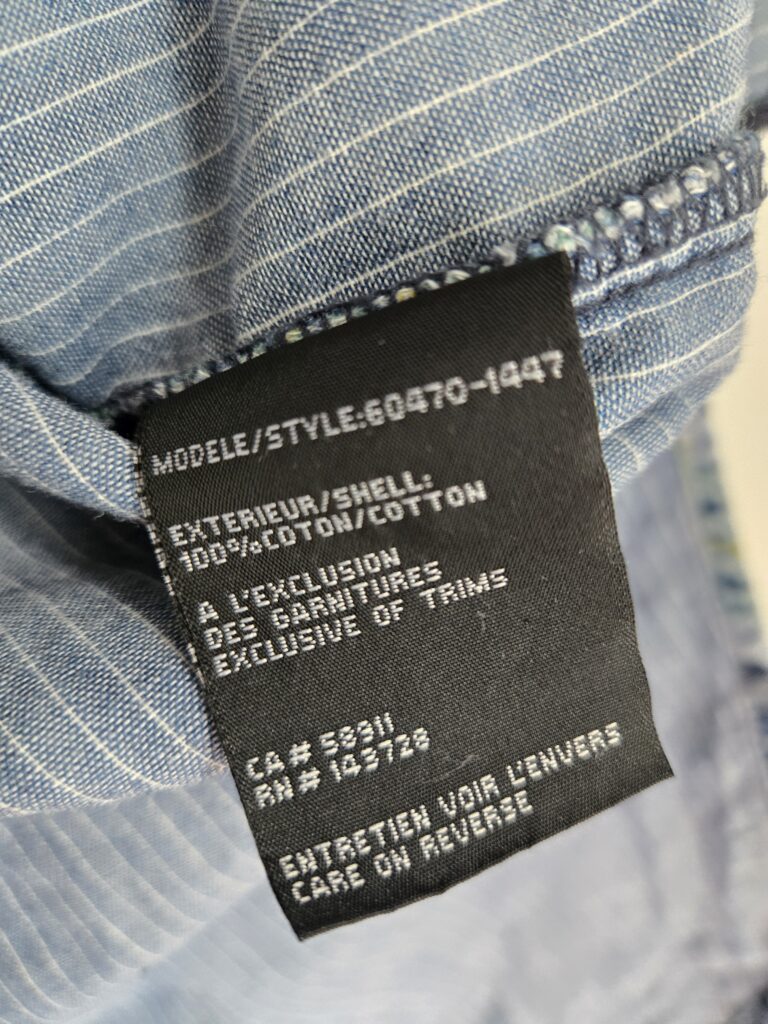 MODELE/STYLE:60470-1447
EXTERIEUR/SHELL:
100%COTON/COTTON
A L'EXCLUSION
DES GARNITURES
EXCLUSIVE OF TRIMS
CA# 58911
RN# 143728
ENTRETIEN VOIR L'ENVERS
CARE ON REVERSE